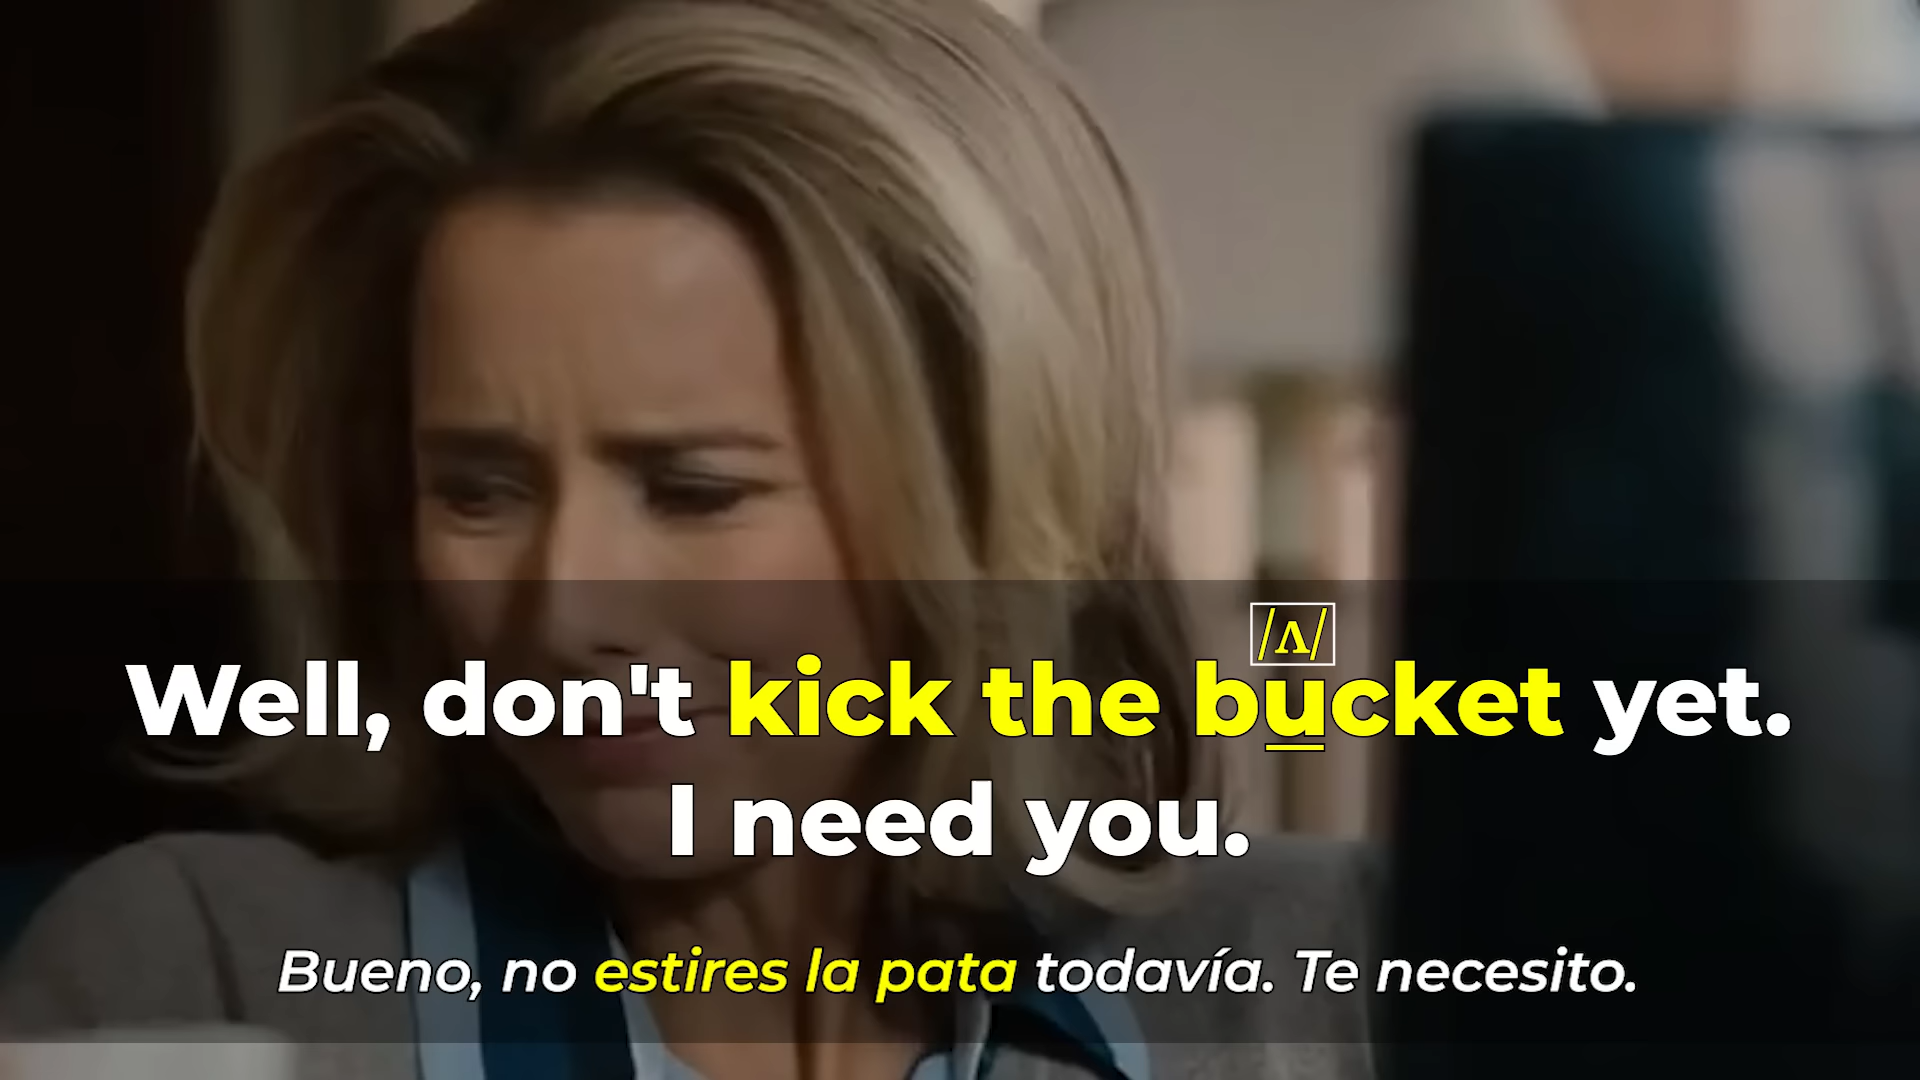 /ʌ/
Well, don't kick the bucket yet.
I need you.
Bueno, no estires la pata todavía. Te necesito.